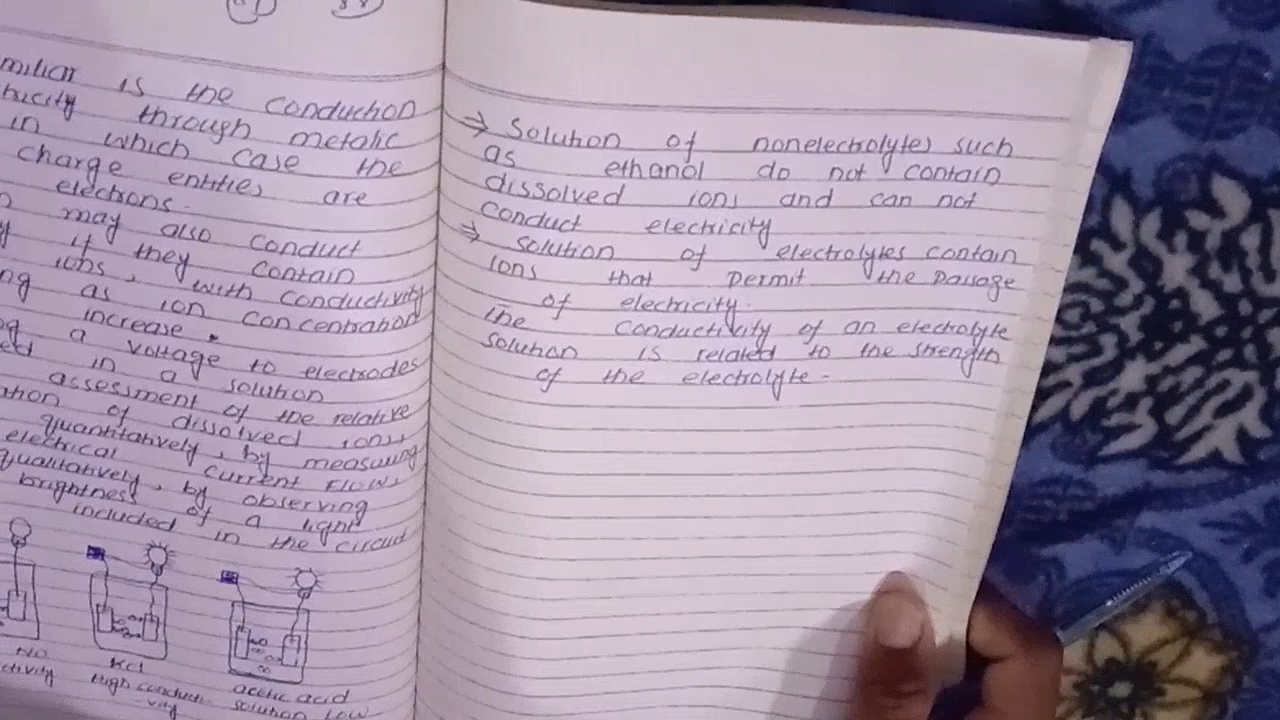 is the conduction
through metalic
in which case the
charge entities are
electrons.
may also conduct
if they contain
ions, with conductivity
as ion concentration
increase.
a voltage to electrodes
in a solution
assessment of the relative
of dissolved ions
quantitatively, by measuring
electrical current flows
qualitatively, by observing
brightness of a light
included in the circuit
NO
KCl
High conducti-
vity
acetic acid
solution low
⇒ Solution of nonelectrolytes such
as ethanol do not contain
dissolved ions and can not
conduct electricity
⇒ solution of electrolytes contain
ions that permit the passage
of electricity.
the conductivity of an electrolyte
solution is related to the strength
of the electrolyte.